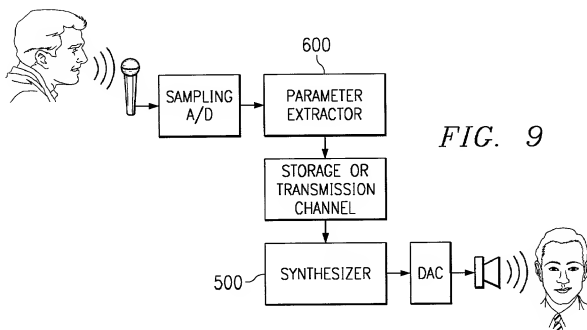 600
SAMPLING
A/D
PARAMETER
EXTRACTOR
FIG. 9
STORAGE OR
TRANSMISSION
CHANNEL
500
SYNTHESIZER
DAC